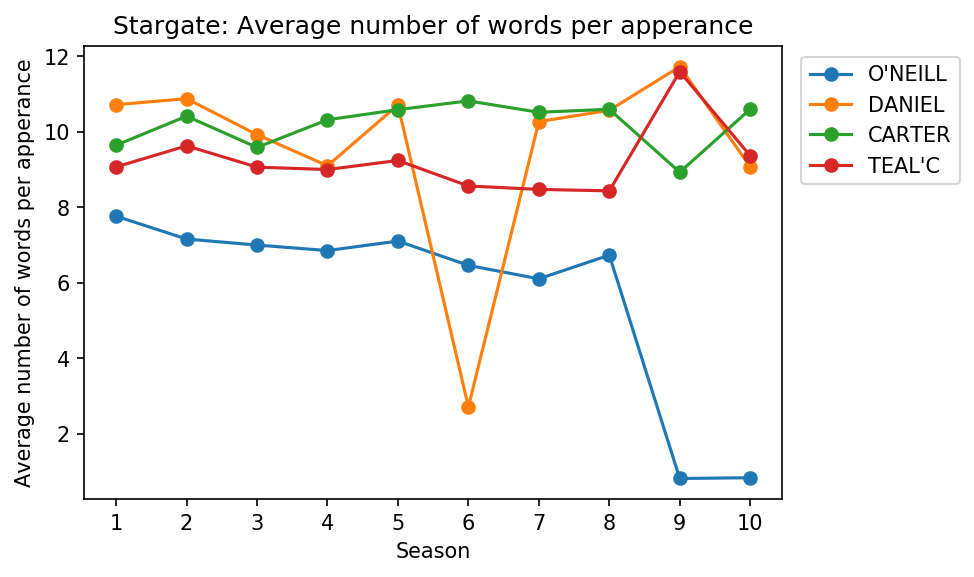 Stargate: Average number of words per apperance
Average number of words per apperance
12
10
8
6
4
2
1 2 3 4 5 6 7 8 9 10
Season
O'NEILL
DANIEL
CARTER
TEAL'C